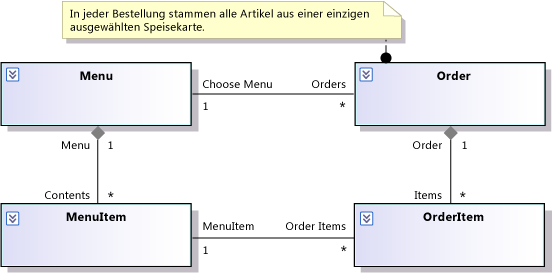 In jeder Bestellung stammen alle Artikel aus einer einzigen
ausgewählten Speisekarte.
Menu
Choose Menu
Orders
Order
1
*
Menu
1
Order
1
Contents
*
Items
*
MenuItem
MenuItem
Order Items
OrderItem
1
*